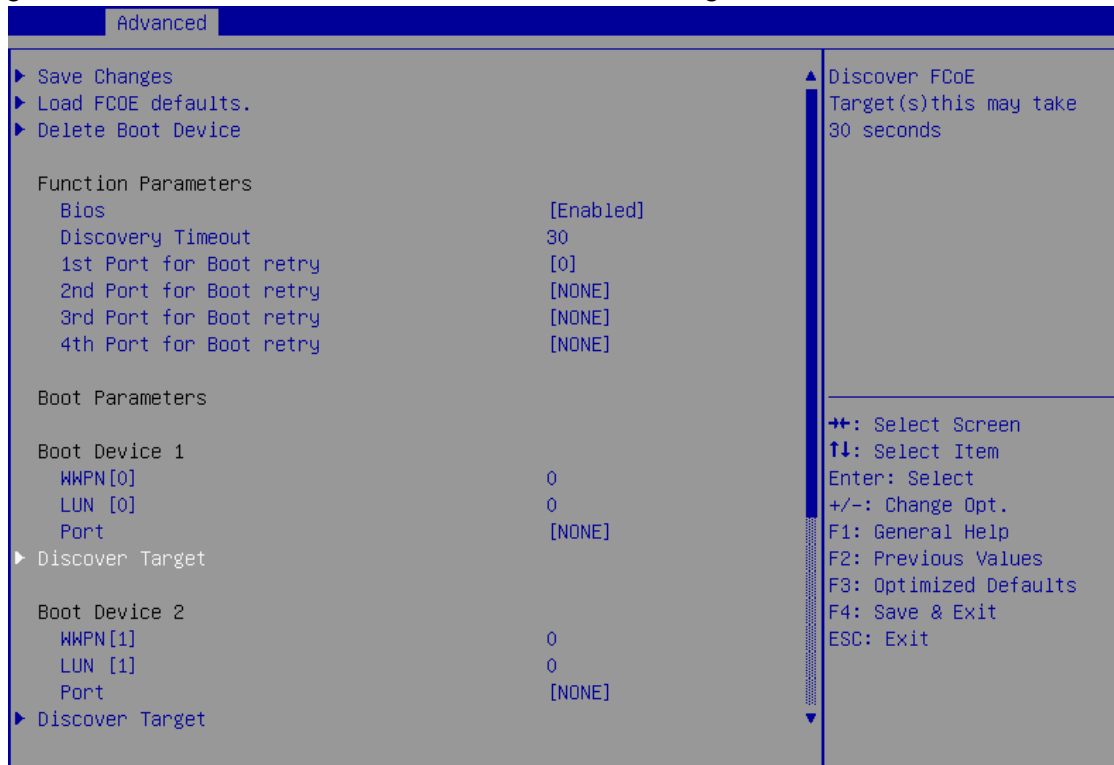 Advanced
Save Changes
Load FCOE defaults.
Delete Boot Device
Function Parameters
Bios [Enabled]
Discovery Timeout 30
1st Port for Boot retry [0]
2nd Port for Boot retry [NONE]
3rd Port for Boot retry [NONE]
4th Port for Boot retry [NONE]
Boot Parameters
Boot Device 1
WWPN[0] 0
LUN [0] 0
Port [NONE]
Discover Target
Boot Device 2
WWPN[1] 0
LUN [1] 0
Port [NONE]
Discover Target
Discover FCoE
Target(s)this may take
30 seconds
→←: Select Screen
↑↓: Select Item
Enter: Select
+/-: Change Opt.
F1: General Help
F2: Previous Values
F3: Optimized Defaults
F4: Save & Exit
ESC: Exit